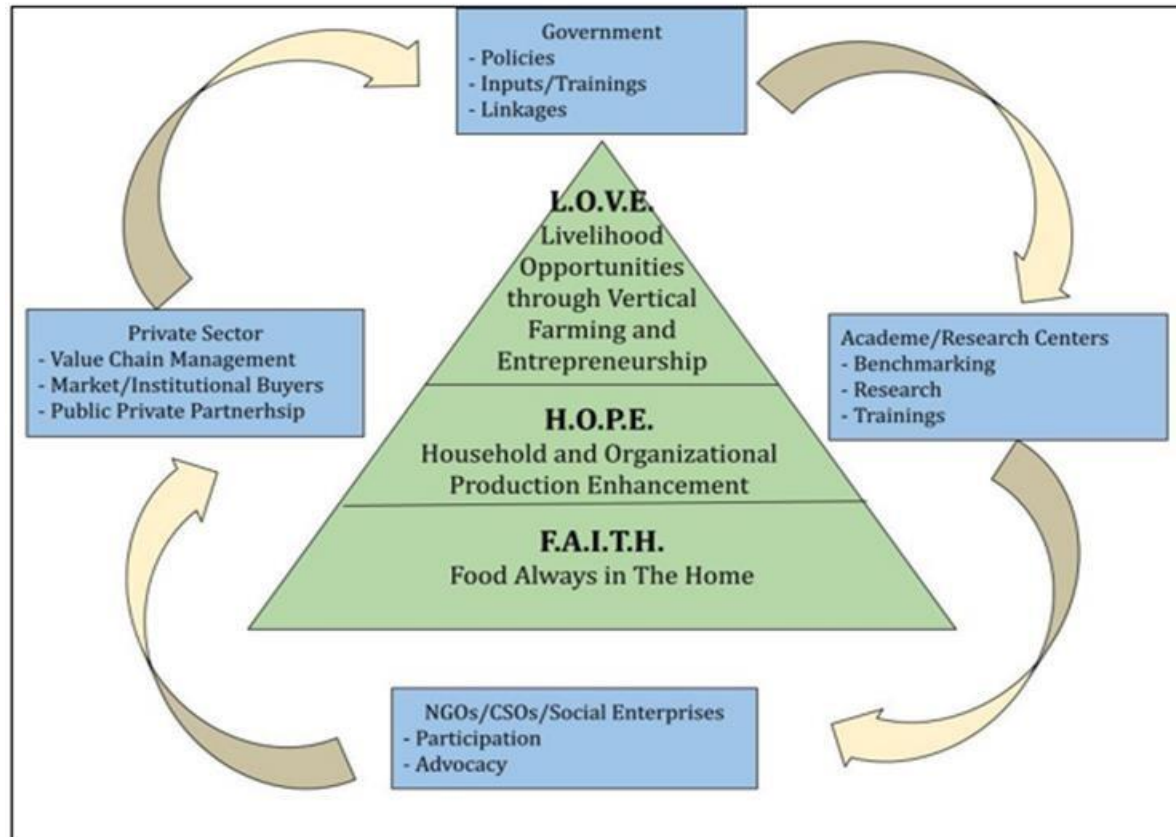 Government
- Policies
- Inputs/Trainings
- Linkages
L.O.V.E.
Livelihood
Opportunities
through Vertical
Farming and
Entrepreneurship
Private Sector
- Value Chain Management
- Market/Institutional Buyers
- Public Private Partnerhsip
Academe/Research Centers
- Benchmarking
- Research
- Trainings
H.O.P.E.
Household and Organizational
Production Enhancement
F.A.I.T.H.
Food Always in The Home
NGOs/CSOs/Social Enterprises
- Participation
- Advocacy